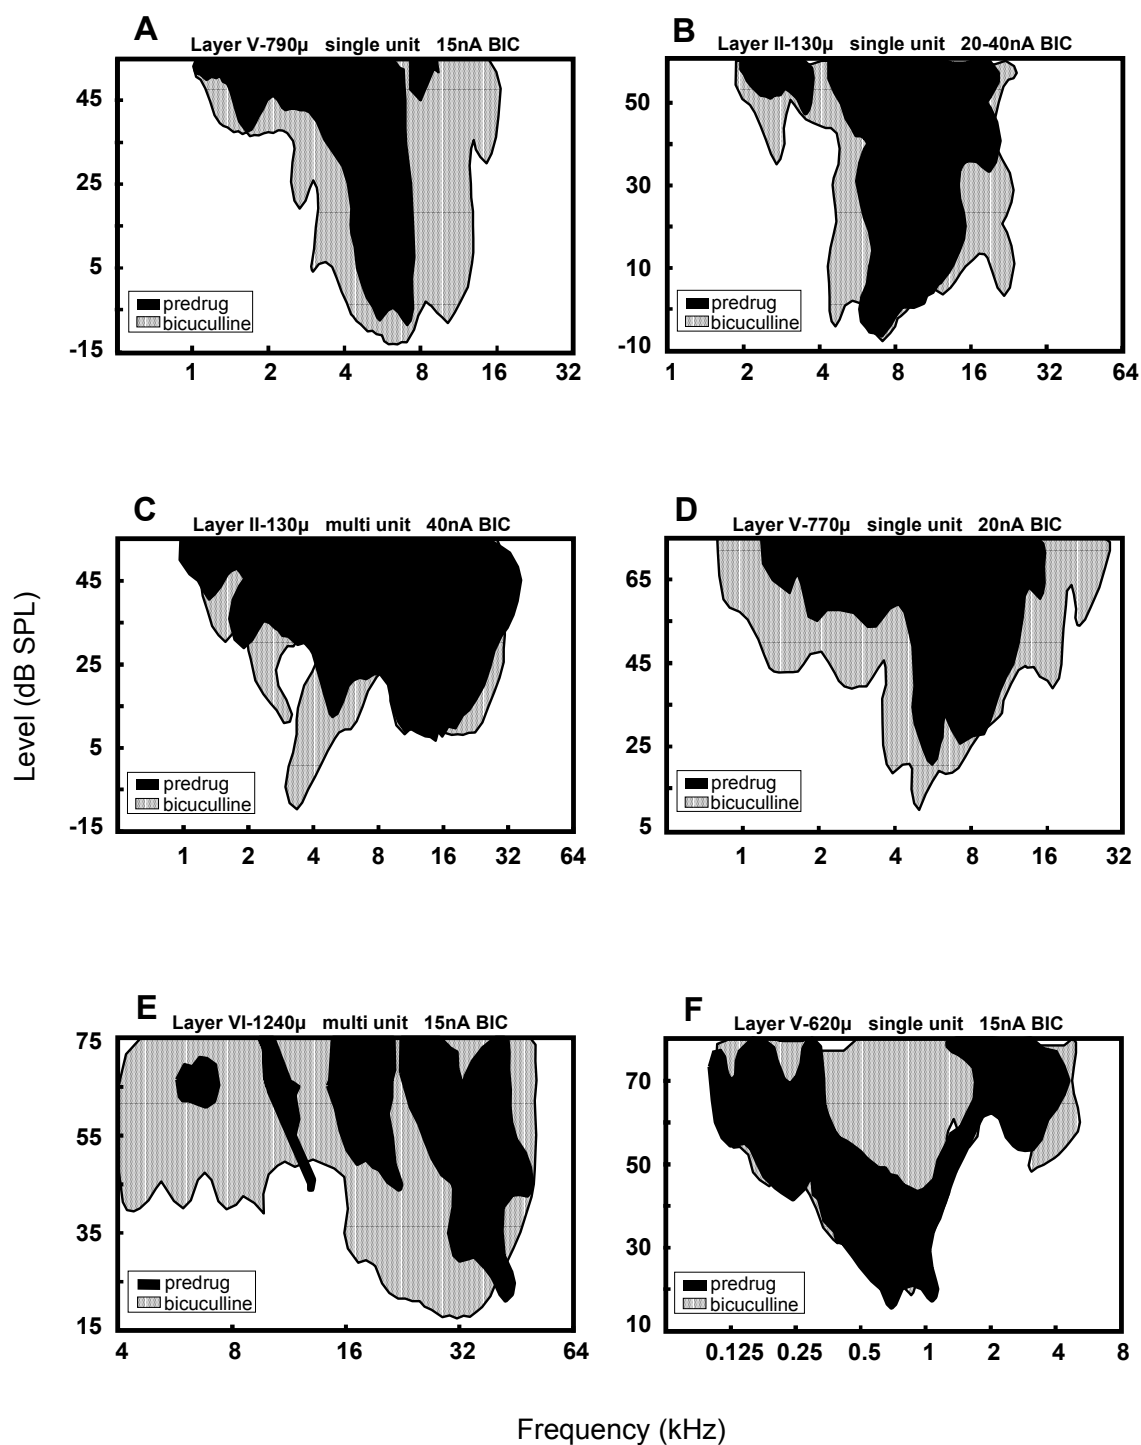 A
Layer V-790µ single unit 15nA BIC
45
25
5
-15
predrug
bicuculline
1 2 4 8 16 32
B
Layer II-130µ single unit 20-40nA BIC
50
30
10
-10
predrug
bicuculline
1 2 4 8 16 32 64
C
Layer II-130µ multi unit 40nA BIC
45
25
5
-15
predrug
bicuculline
1 2 4 8 16 32 64
D
Layer V-770µ single unit 20nA BIC
65
45
25
5
predrug
bicuculline
1 2 4 8 16 32
Level (dB SPL)
E
Layer VI-1240µ multi unit 15nA BIC
75
55
35
15
predrug
bicuculline
4 8 16 32 64
F
Layer V-620µ single unit 15nA BIC
70
50
30
10
predrug
bicuculline
0.125 0.25 0.5 1 2 4 8
Frequency (kHz)